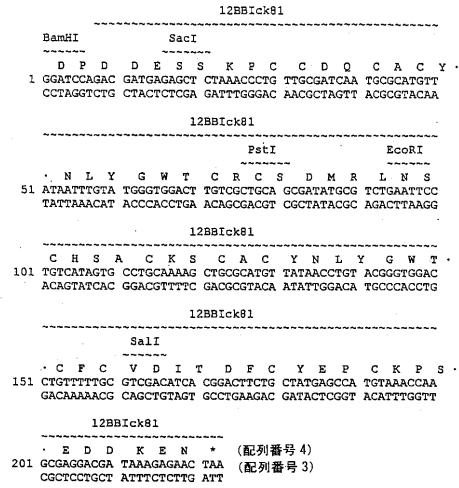 12BBIck81
BamHI SacI
D P D D E S S K P C C D Q C A C Y ·
1 GGATCCAGAC GATGAGAGCT CTAAACCCTG TTGCGATCAA TGCGCATGTT
CCTAGGTCTG CTACTCTCGA GATTTGGGAC AACGCTAGTT ACGCGTACAA
12BBIck81
PstI EcoRI
· N L Y G W T C R C S D M R L N S
51 ATAATTTGTA TGGGTGGACT TGTCGCTGCA GCGATATGCG TCTGAATTCC
TATTAAACAT ACCCACCTGA ACAGCGACGT CGCTATACGC AGACTTAAGG
12BBIck81
C H S A C K S C A C Y N L Y G W T ·
101 TGTCATAGTG CCTGCAAAAG CTGCGCATGT TATAACCTGT ACGGGTGGAC
ACAGTATCAC GGACGTTTTC GACGCGTACA ATATTGGACA TGCCCACCTG
12BBIck81
SalI
· C F C V D I T D F C Y E P C K P S ·
151 CTGTTTTTGC GTCGACATCA CGGACTTCTG CTATGAGCCA TGTAAACCAA
GACAAAAACG CAGCTGTAGT GCCTGAAGAC GATACTCGGT ACATTTGGTT
12BBIck81
· E D D K E N * (配列番号4)
201 GCGAGGACGA TAAAGAGAAC TAA (配列番号3)
CGCTCCTGCT ATTTCTCTTG ATT